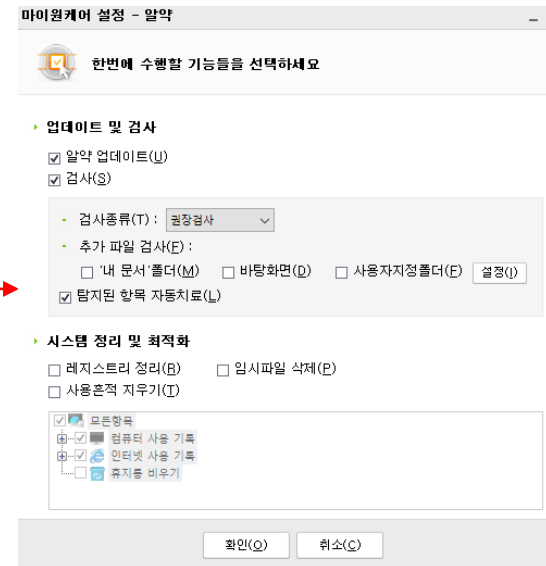 마이원케어 설정 - 알약
한번에 수행할 기능들을 선택하세요
업데이트 및 검사
알약 업데이트(U)
검사(S)
- 검사종류(T) : 권장검사
- 추가 파일 검사(F) :
'내 문서'폴더(M) 바탕화면(D) 사용자지정폴더(F) 설정(I)
탐지된 항목 자동치료(L)
시스템 정리 및 최적화
레지스트리 정리(R) 임시파일 삭제(P)
사용흔적 지우기(T)
모든항목
컴퓨터 사용 기록
인터넷 사용 기록
휴지통 비우기
확인(O) 취소(C)